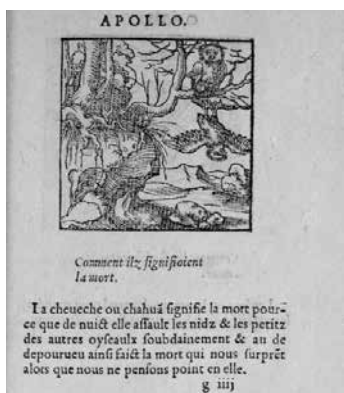 APOLLO.
Comment ilz signifioient
la mort.
La cheueche ou chahuã signifie la mort pour-
ce que de nuict elle assault les nidz & les petitz
des autres oyseaulx soubdainement & au de
depourueu ainsi faict la mort qui nous surprẽt
alors que nous ne pensons point en elle.
g iiij